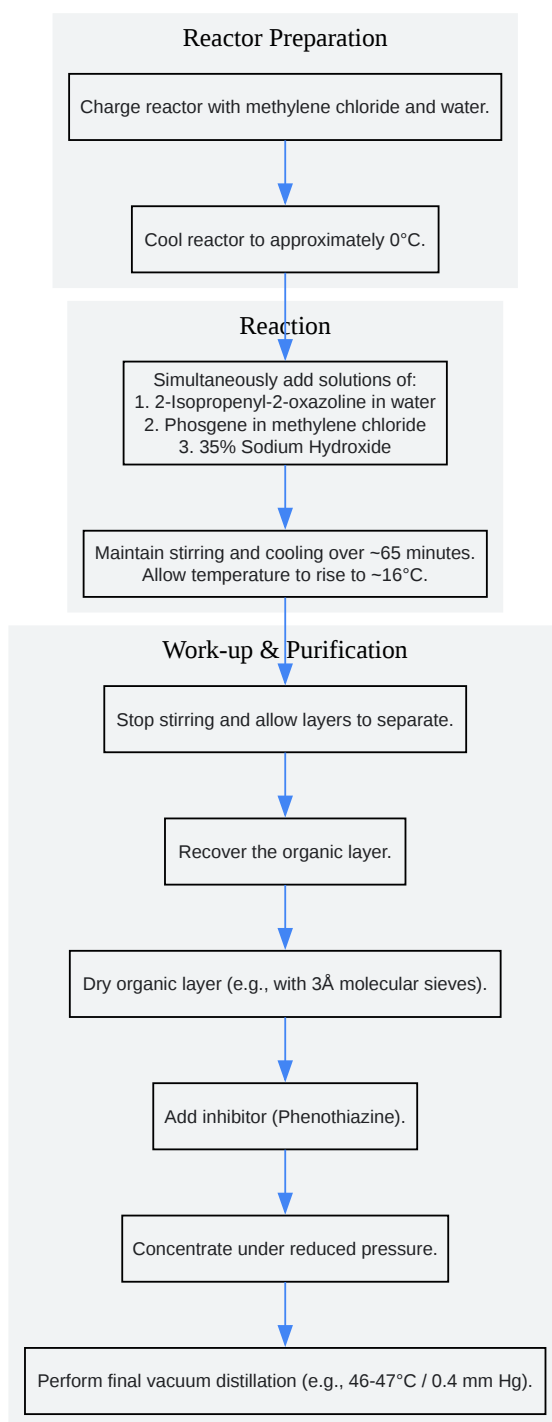 Reactor Preparation
Charge reactor with methylene chloride and water.
Cool reactor to approximately 0°C.
Reaction
Simultaneously add solutions of:
1. 2-Isopropenyl-2-oxazoline in water
2. Phosgene in methylene chloride
3. 35% Sodium Hydroxide
Maintain stirring and cooling over ~65 minutes.
Allow temperature to rise to ~16°C.
Work-up & Purification
Stop stirring and allow layers to separate.
Recover the organic layer.
Dry organic layer (e.g., with 3Å molecular sieves).
Add inhibitor (Phenothiazine).
Concentrate under reduced pressure.
Perform final vacuum distillation (e.g., 46-47°C / 0.4 mm Hg).